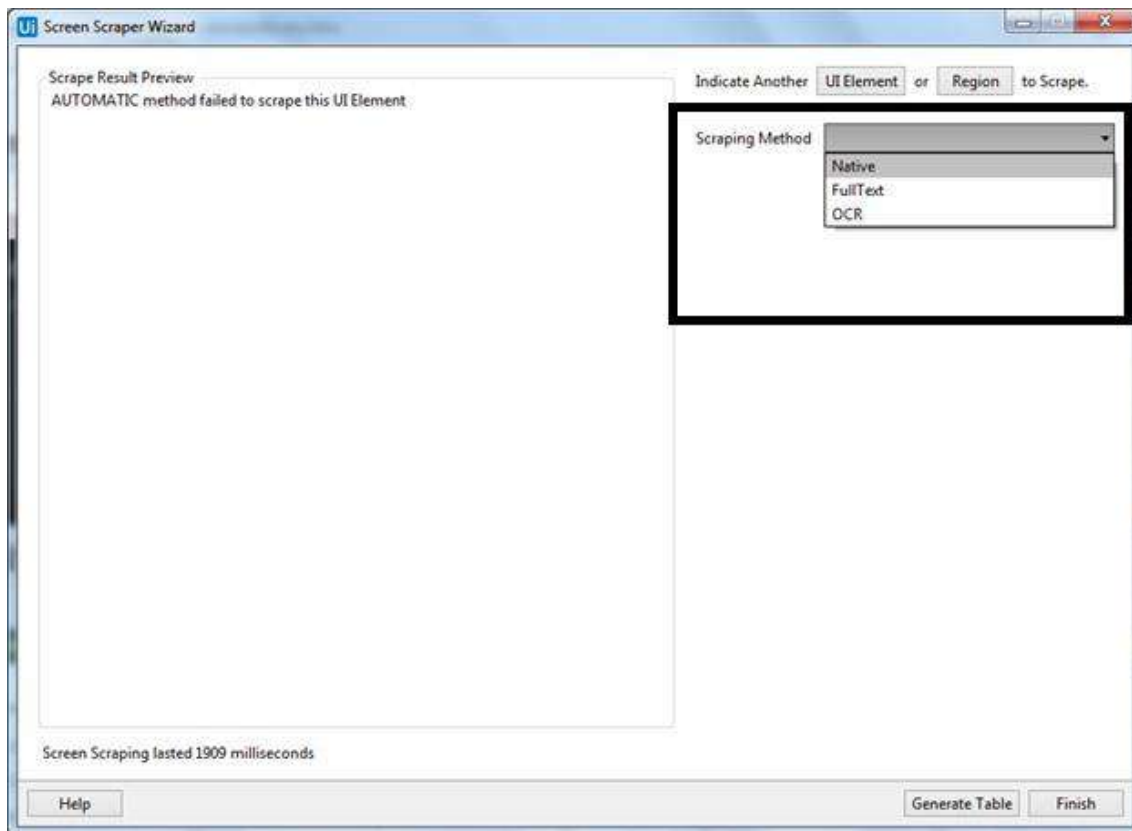 Ui Screen Scraper Wizard
Scrape Result Preview
AUTOMATIC method failed to scrape this UI Element
Indicate Another UI Element or Region to Scrape.
Scraping Method
Native
FullText
OCR
Screen Scraping lasted 1909 milliseconds
Help
Generate Table Finish